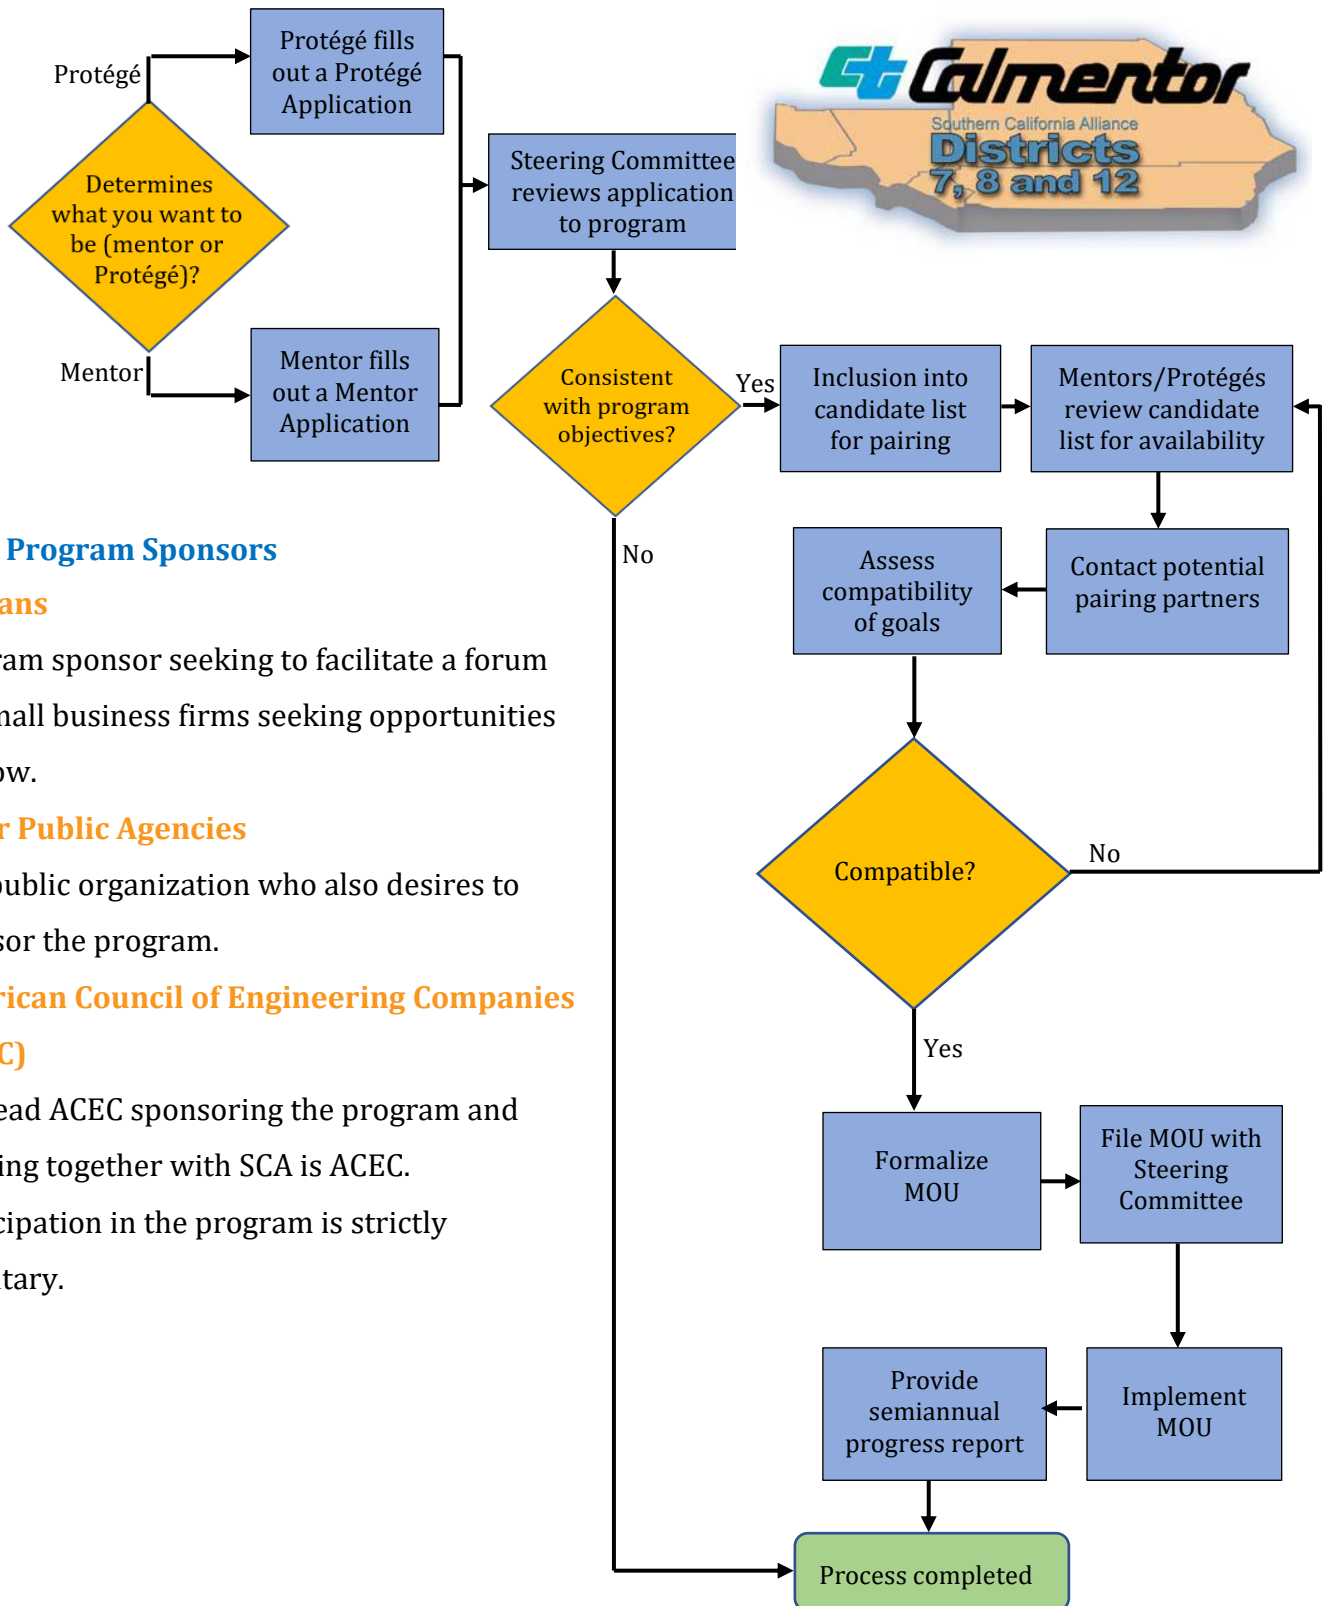 Protégé
Protégé fills
out a Protégé
Application
Calmentor
Southern California Alliance
Districts
7, 8 and 12
Determines
what you want to
be (mentor or
Protégé)?
Steering Committee
reviews application
to program
Mentor
Mentor fills
out a Mentor
Application
Consistent
with program
objectives?
Yes
Inclusion into
candidate list
for pairing
Mentors/Protégés
review candidate
list for availability
No
Assess
compatibility
of goals
Contact potential
pairing partners
Program Sponsors
ans
ram sponsor seeking to facilitate a forum
mall business firms seeking opportunities
ow.
r Public Agencies
public organization who also desires to
sor the program.
rican Council of Engineering Companies
C)
ead ACEC sponsoring the program and
ing together with SCA is ACEC.
cipation in the program is strictly
tary.
Compatible?
No
Yes
Formalize
MOU
File MOU with
Steering
Committee
Provide
semiannual
progress report
Implement
MOU
Process completed